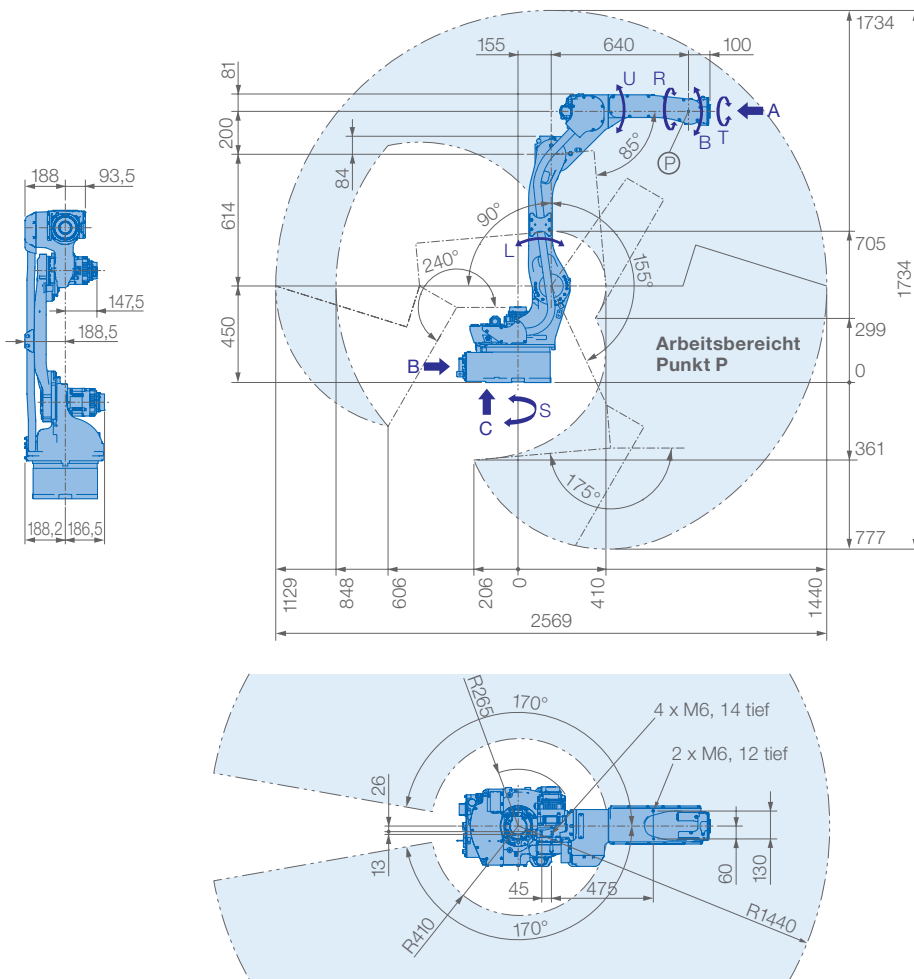 155
640
100
1734
81
200
84
614
450
U
R
A
B
T
P
85°
90°
L
240°
155°
705
299
0
1734
Arbeitsbereicht
Punkt P
B
C
S
175°
361
777
188
93,5
147,5
188,5
188,2
186,5
1129
848
606
206
0
410
1440
2569
R265
170°
4 x M6, 14 tief
2 x M6, 12 tief
26
13
45
475
60
130
R410
170°
R1440